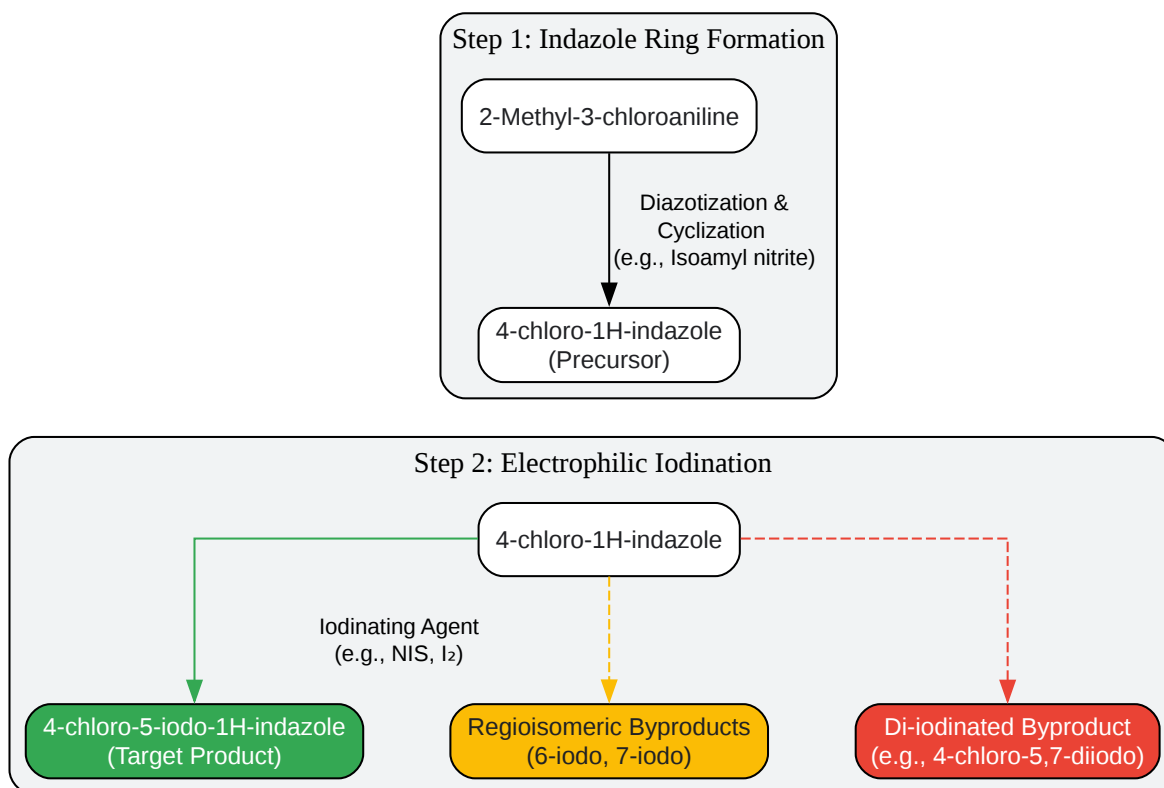 Step 1: Indazole Ring Formation
2-Methyl-3-chloroaniline
Diazotization &
Cyclization
(e.g., Isoamyl nitrite)
4-chloro-1H-indazole
(Precursor)
Step 2: Electrophilic Iodination
4-chloro-1H-indazole
Iodinating Agent
(e.g., NIS, I₂)
4-chloro-5-iodo-1H-indazole
(Target Product)
Regioisomeric Byproducts
(6-iodo, 7-iodo)
Di-iodinated Byproduct
(e.g., 4-chloro-5,7-diiodo)